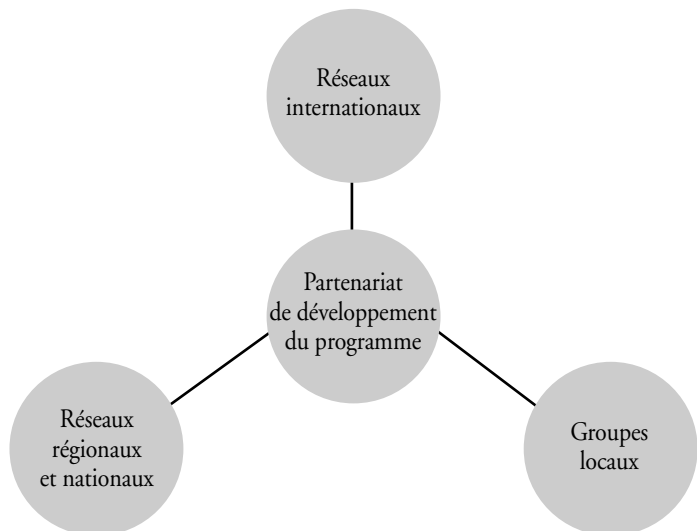 Réseaux
internationaux
Partenariat
de développement
du programme
Réseaux
régionaux
et nationaux
Groupes
locaux